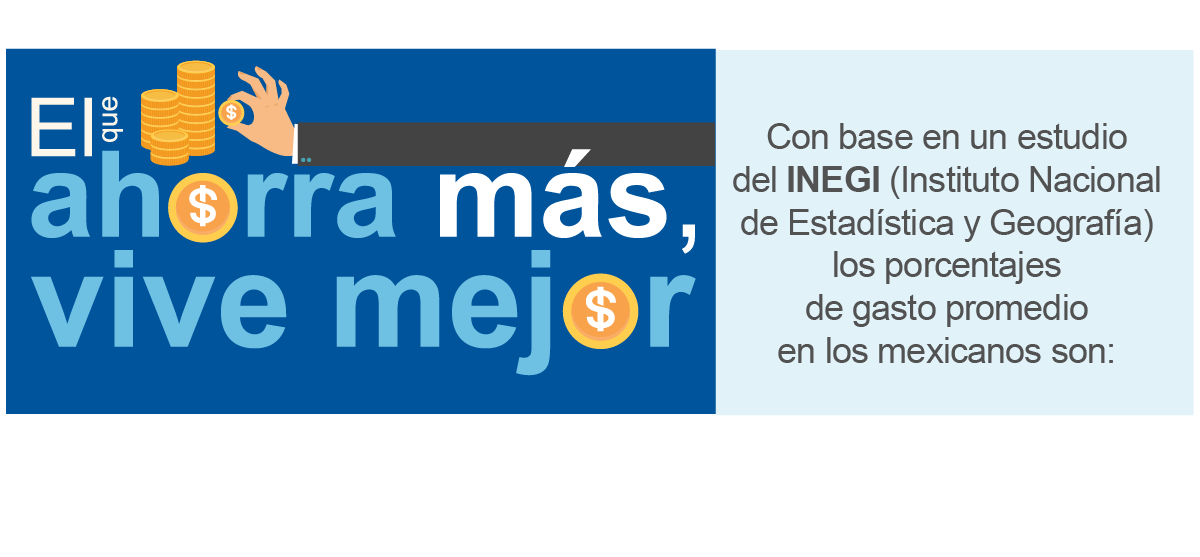 El que
ahorra más,
vive mejor
Con base en un estudio
del INEGI (Instituto Nacional
de Estadística y Geografía)
los porcentajes
de gasto promedio
en los mexicanos son: